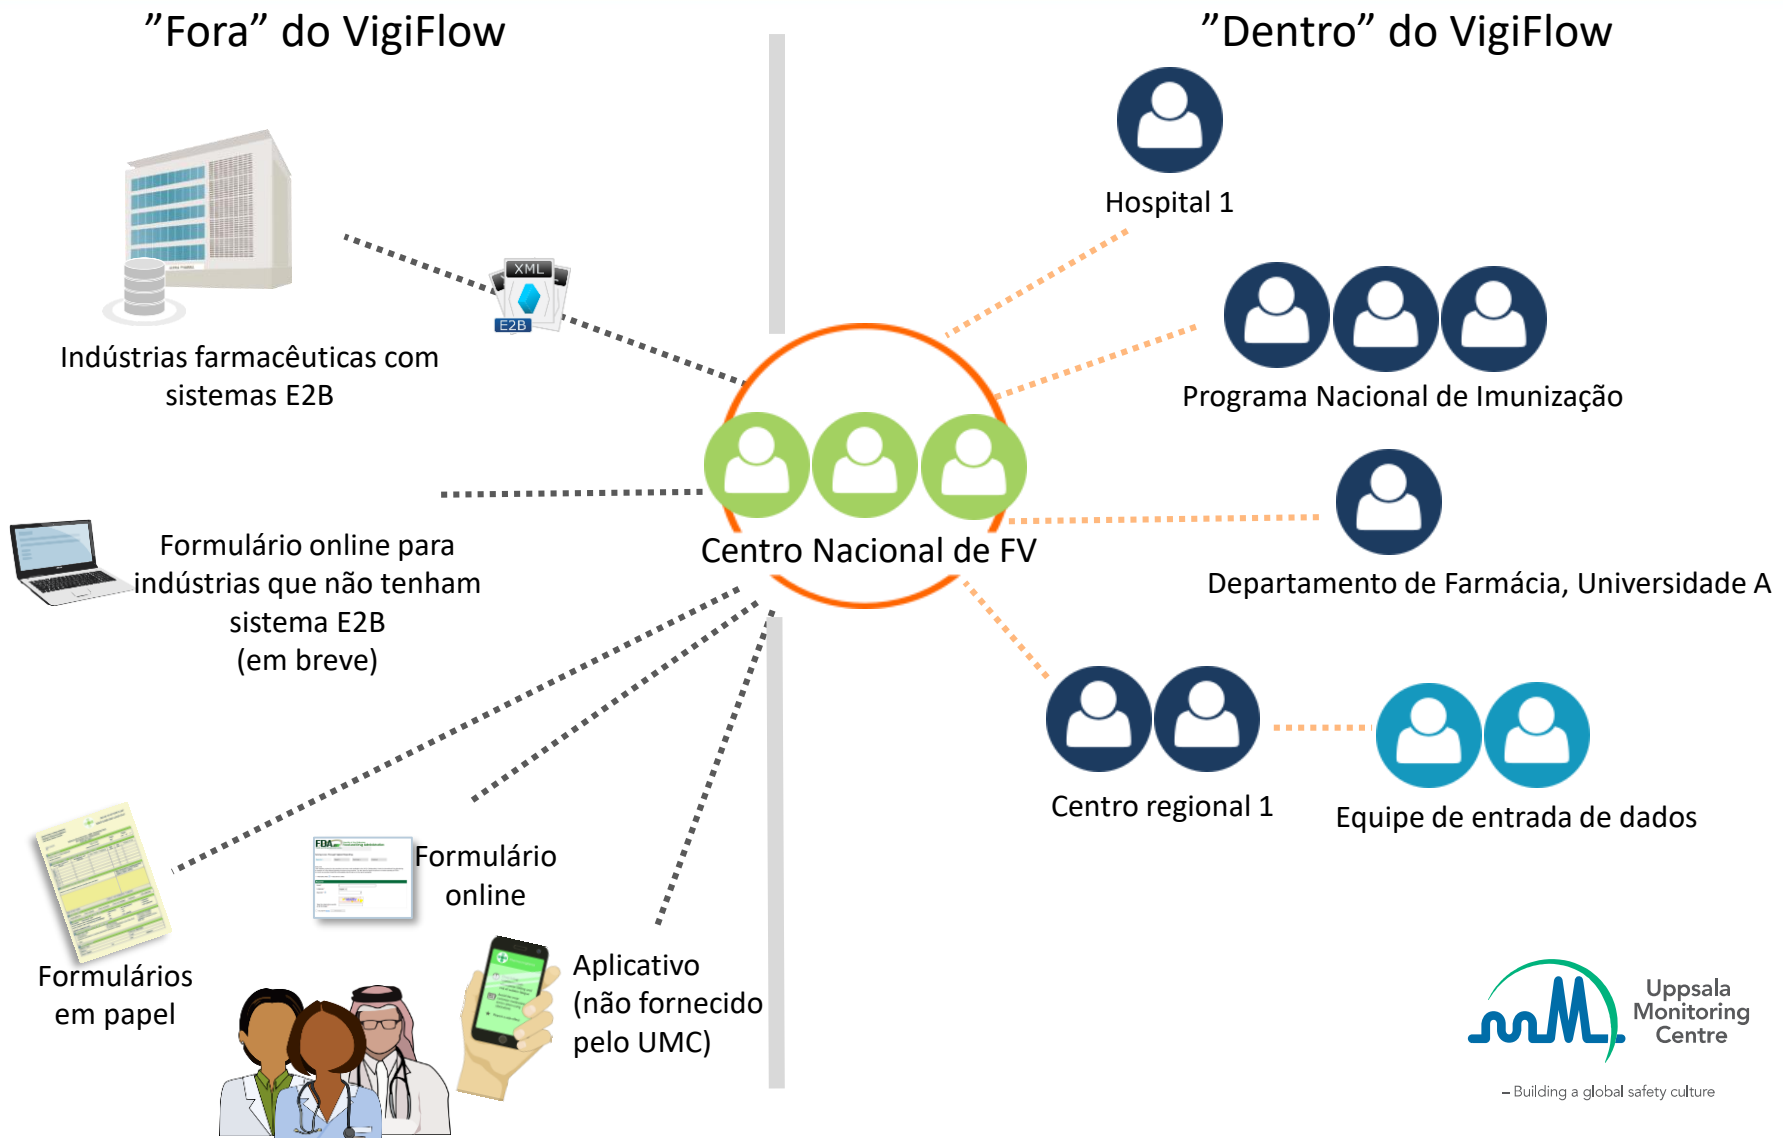 ”Fora” do VigiFlow
”Dentro” do VigiFlow
Hospital 1
XML
E2B
Indústrias farmacêuticas com
sistemas E2B
Programa Nacional de Imunização
Centro Nacional de FV
Formulário online para
indústrias que não tenham
sistema E2B
(em breve)
Departamento de Farmácia, Universidade A
Centro regional 1
Equipe de entrada de dados
FDA
Formulário
online
Formulários
em papel
Aplicativo
(não fornecido
pelo UMC)
Uppsala
Monitoring
Centre
– Building a global safety culture